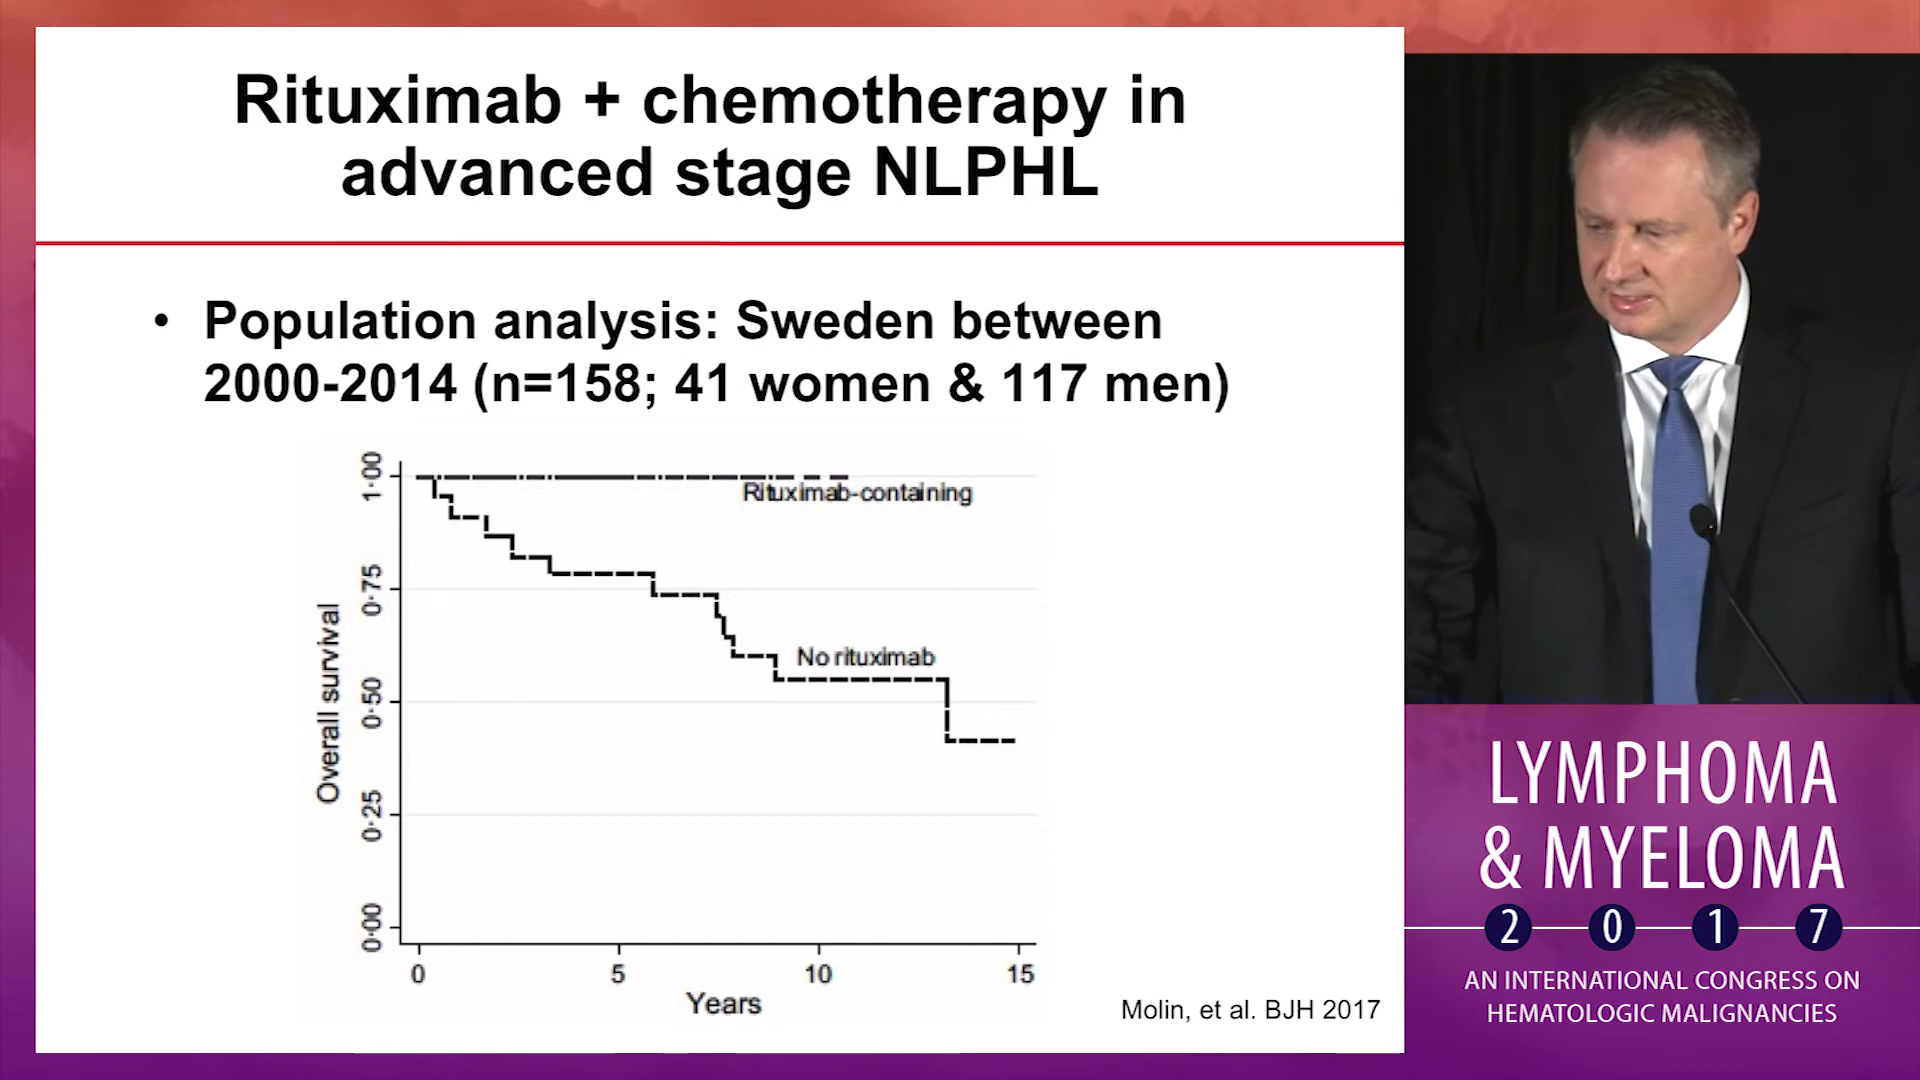 Rituximab + chemotherapy in
advanced stage NLPHL
• Population analysis: Sweden between
2000-2014 (n=158; 41 women & 117 men)
1·00
0·75
0·50
0·25
0·00
Overall survival
Rituximab-containing
No rituximab
0 5 10 15
Years
Molin, et al. BJH 2017
LYMPHOMA
& MYELOMA
2 0 1 7
AN INTERNATIONAL CONGRESS ON
HEMATOLOGIC MALIGNANCIES